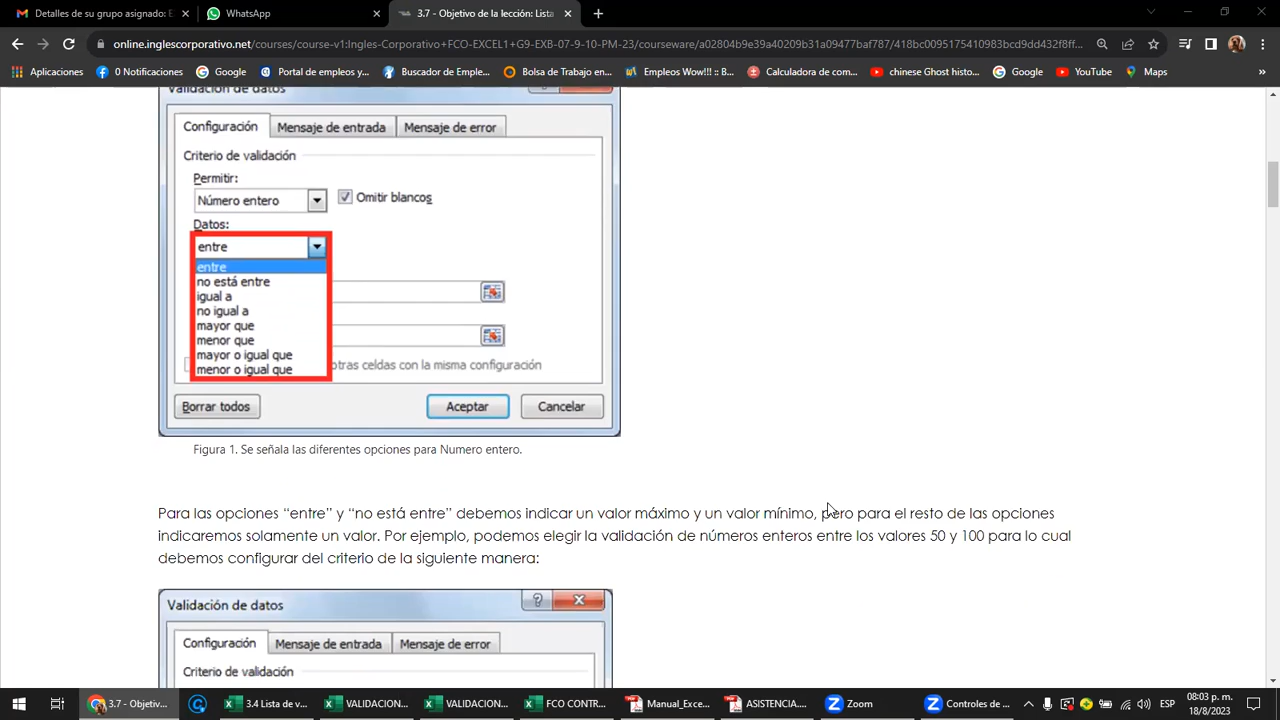 Detalles de su grupo asignado: E
WhatsApp
3.7 - Objetivo de la lección: Lista
online.inglescorporativo.net/courses/course-v1:Ingles-Corporativo+FCO-EXCEL1+G9-EXB-07-9-10-PM-23/courseware/a02804b9e39a40209b31a09477baf787/418bc0095175410983bcd9dd432f8ff...
Aplicaciones
0 Notificaciones
Google
Portal de empleos y...
Buscador de Emple...
Bolsa de Trabajo en...
Empleos Wow!!! :: B...
Calculadora de com...
chinese Ghost histo...
Google
YouTube
Maps
Validación de datos
Configuración
Mensaje de entrada
Mensaje de error
Criterio de validación
Permitir:
Número entero
Omitir blancos
Datos:
entre
entre
no está entre
igual a
no igual a
mayor que
menor que
mayor o igual que
menor o igual que
otras celdas con la misma configuración
Borrar todos
Aceptar
Cancelar
Figura 1. Se señala las diferentes opciones para Numero entero.
Para las opciones “entre” y “no está entre” debemos indicar un valor máximo y un valor mínimo, pero para el resto de las opciones
indicaremos solamente un valor. Por ejemplo, podemos elegir la validación de números enteros entre los valores 50 y 100 para lo cual
debemos configurar del criterio de la siguiente manera:
Validación de datos
Configuración
Mensaje de entrada
Mensaje de error
Criterio de validación
3.7 - Objetiv...
3.4 Lista de v...
VALIDACION...
VALIDACION...
FCO CONTR...
Manual_Exce...
ASISTENCIA....
Zoom
Controles de ...
ESP
08:03 p. m.
18/8/2023